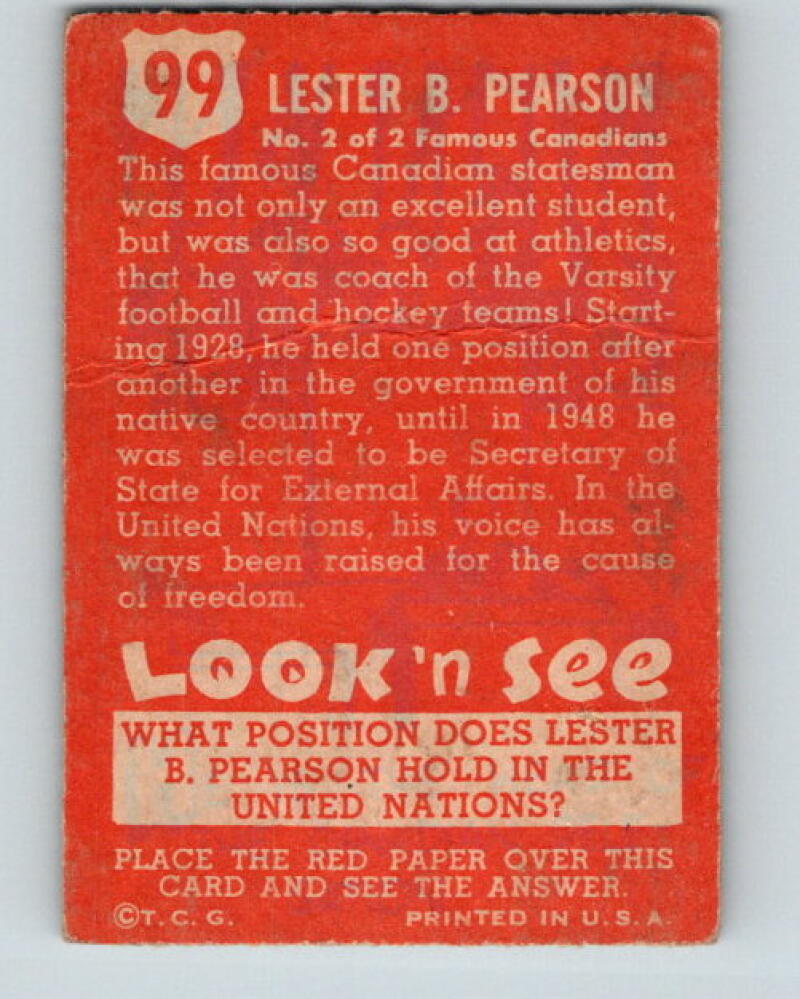 99
LESTER B. PEARSON
No. 2 of 2 Famous Canadians
This famous Canadian statesman
was not only an excellent student,
but was also so good at athletics,
that he was coach of the Varsity
football and hockey teams! Start-
ing 1928, he held one position after
another in the government of his
native country, until in 1948 he
was selected to be Secretary of
State for External Affairs. In the
United Nations, his voice has al-
ways been raised for the cause
of freedom.
LOOK 'n SEE
WHAT POSITION DOES LESTER
B. PEARSON HOLD IN THE
UNITED NATIONS?
PLACE THE RED PAPER OVER THIS
CARD AND SEE THE ANSWER.
©T. C. G. PRINTED IN U. S. A.